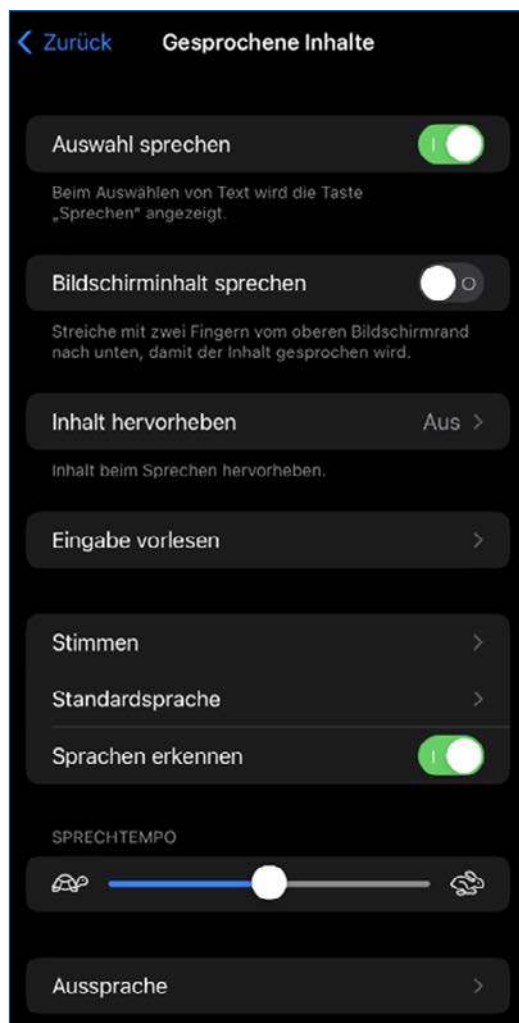 Zurück Gesprochene Inhalte
Auswahl sprechen
Beim Auswählen von Text wird die Taste
„Sprechen“ angezeigt.
Bildschirminhalt sprechen
Streiche mit zwei Fingern vom oberen Bildschirmrand
nach unten, damit der Inhalt gesprochen wird.
Inhalt hervorheben Aus
Inhalt beim Sprechen hervorheben.
Eingabe vorlesen
Stimmen
Standardsprache
Sprachen erkennen
SPRECHTEMPO
Aussprache